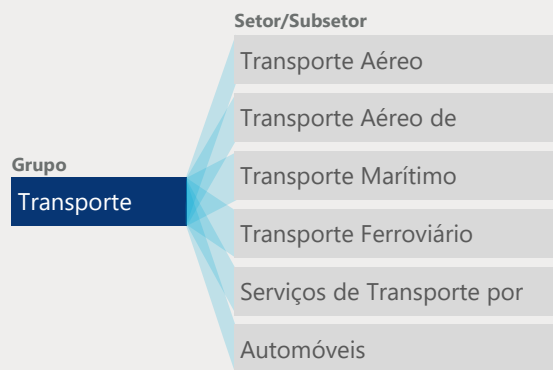 Setor/Subsetor
Transporte Aéreo
Transporte Aéreo de
Transporte Marítimo
Grupo
Transporte
Transporte Ferroviário
Serviços de Transporte por
Automóveis